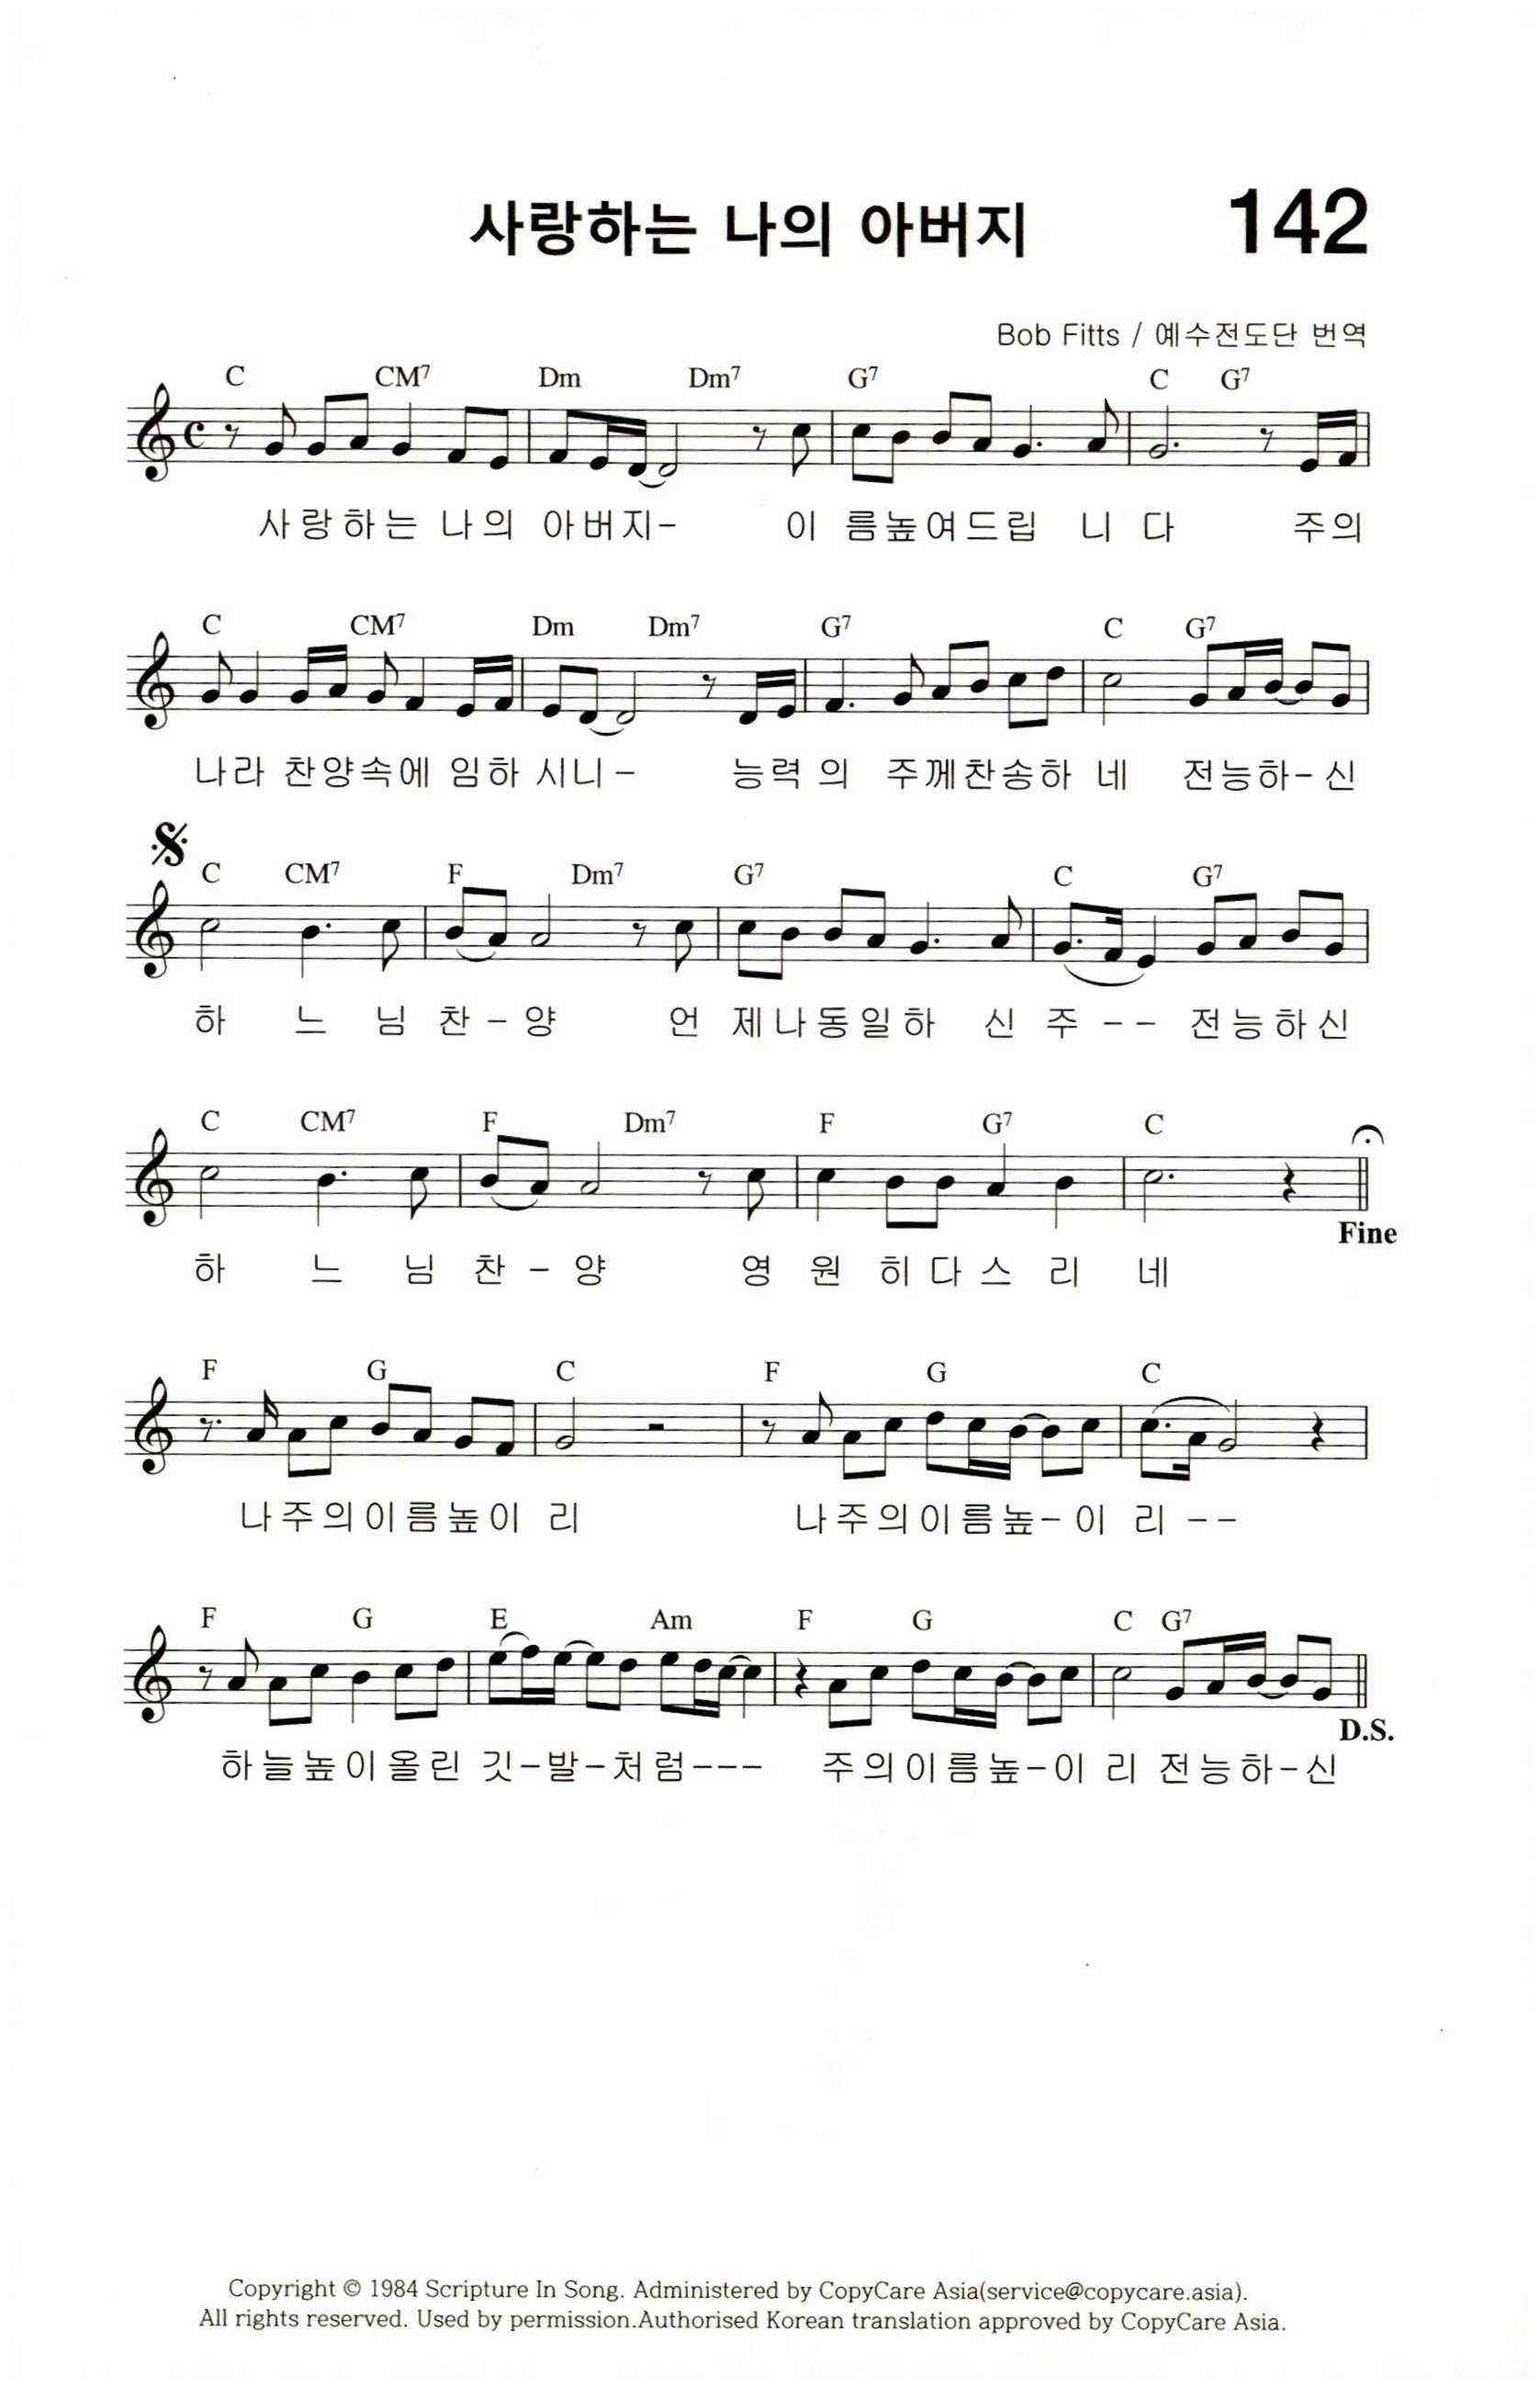 사랑하는 나의 아버지 142
Bob Fitts / 예수전도단 번역
C CM7 Dm Dm7 G7 C G7
사랑하는 나의 아버지- 이 름높여드립 니 다 주의
C CM7 Dm Dm7 G7 C G7
나라 찬양속에 임하 시니- 능력 의 주께찬송하 네 전능하-신
C CM7 F Dm7 G7 C G7
하 느 님 찬-양 언 제나동일하 신 주 -- 전능하신
C CM7 F Dm7 F G7 C
Fine
하 느 님 찬-양 영 원 히다스 리 네
F G C F G C
나주의이름높이 리 나주의이름높-이 리 --
F G E Am F G C G7
D.S.
하늘높이올린 깃-발-처럼--- 주의이름높-이 리 전능하-신
Copyright © 1984 Scripture In Song. Administered by CopyCare Asia(service@copycare.asia).
All rights reserved. Used by permission.Authorised Korean translation approved by CopyCare Asia.